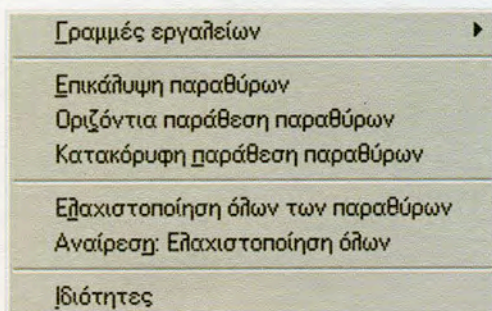 Γραμμές εργαλείων
Επικάλυψη παραθύρων
Οριζόντια παράθεση παραθύρων
Κατακόρυφη παράθεση παραθύρων
Ελαχιστοποίηση όλων των παραθύρων
Αναίρεση: Ελαχιστοποίηση όλων
Ιδιότητες